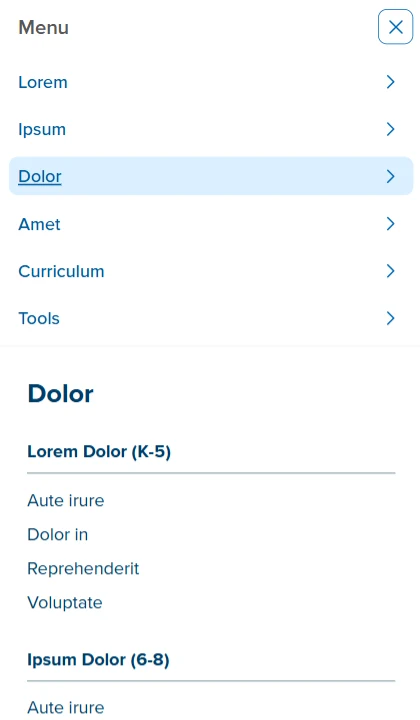 Menu
Lorem
Ipsum
Dolor
Amet
Curriculum
Tools
Dolor
Lorem Dolor (K-5)
Aute irure
Dolor in
Reprehenderit
Voluptate
Ipsum Dolor (6-8)
Aute irure